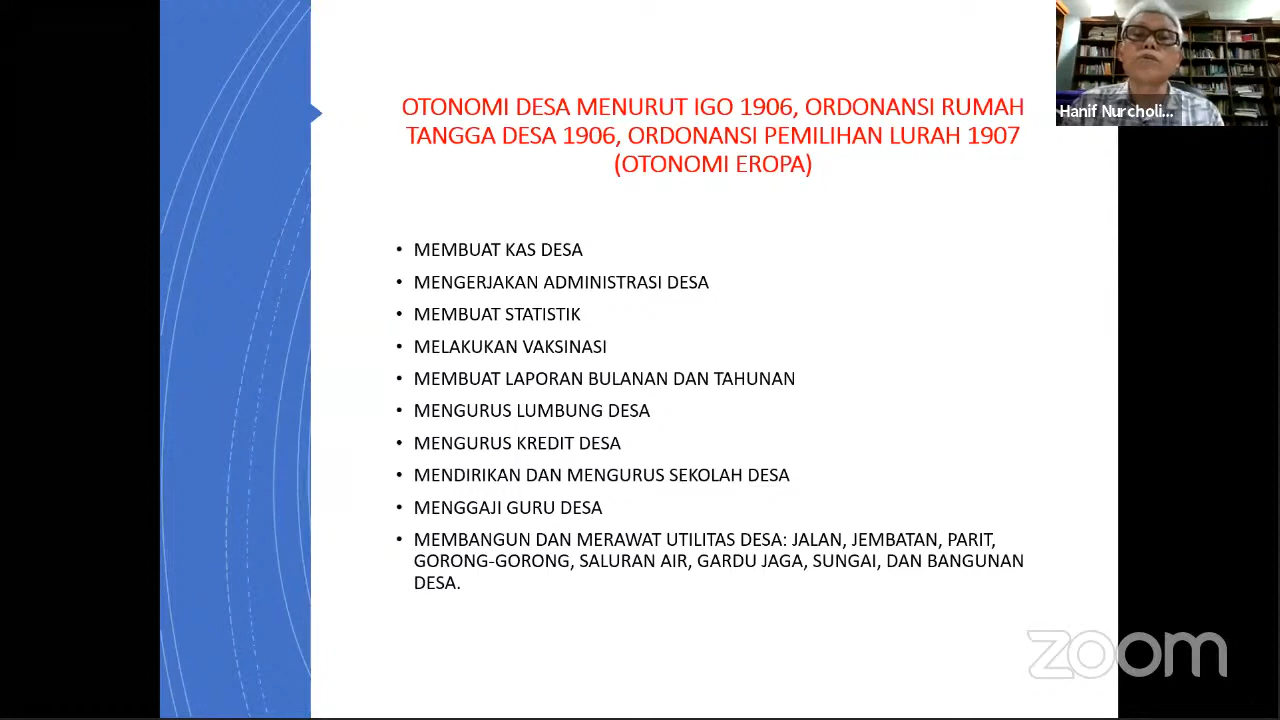 OTONOMI DESA MENURUT IGO 1906, ORDONANSI RUMAH
TANGGA DESA 1906, ORDONANSI PEMILIHAN LURAH 1907
(OTONOMI EROPA)
Hanif Nurcholi...
• MEMBUAT KAS DESA
• MENGERJAKAN ADMINISTRASI DESA
• MEMBUAT STATISTIK
• MELAKUKAN VAKSINASI
• MEMBUAT LAPORAN BULANAN DAN TAHUNAN
• MENGURUS LUMBUNG DESA
• MENGURUS KREDIT DESA
• MENDIRIKAN DAN MENGURUS SEKOLAH DESA
• MENGGAJI GURU DESA
• MEMBANGUN DAN MERAWAT UTILITAS DESA: JALAN, JEMBATAN, PARIT,
GORONG-GORONG, SALURAN AIR, GARDU JAGA, SUNGAI, DAN BANGUNAN
DESA.
zoom